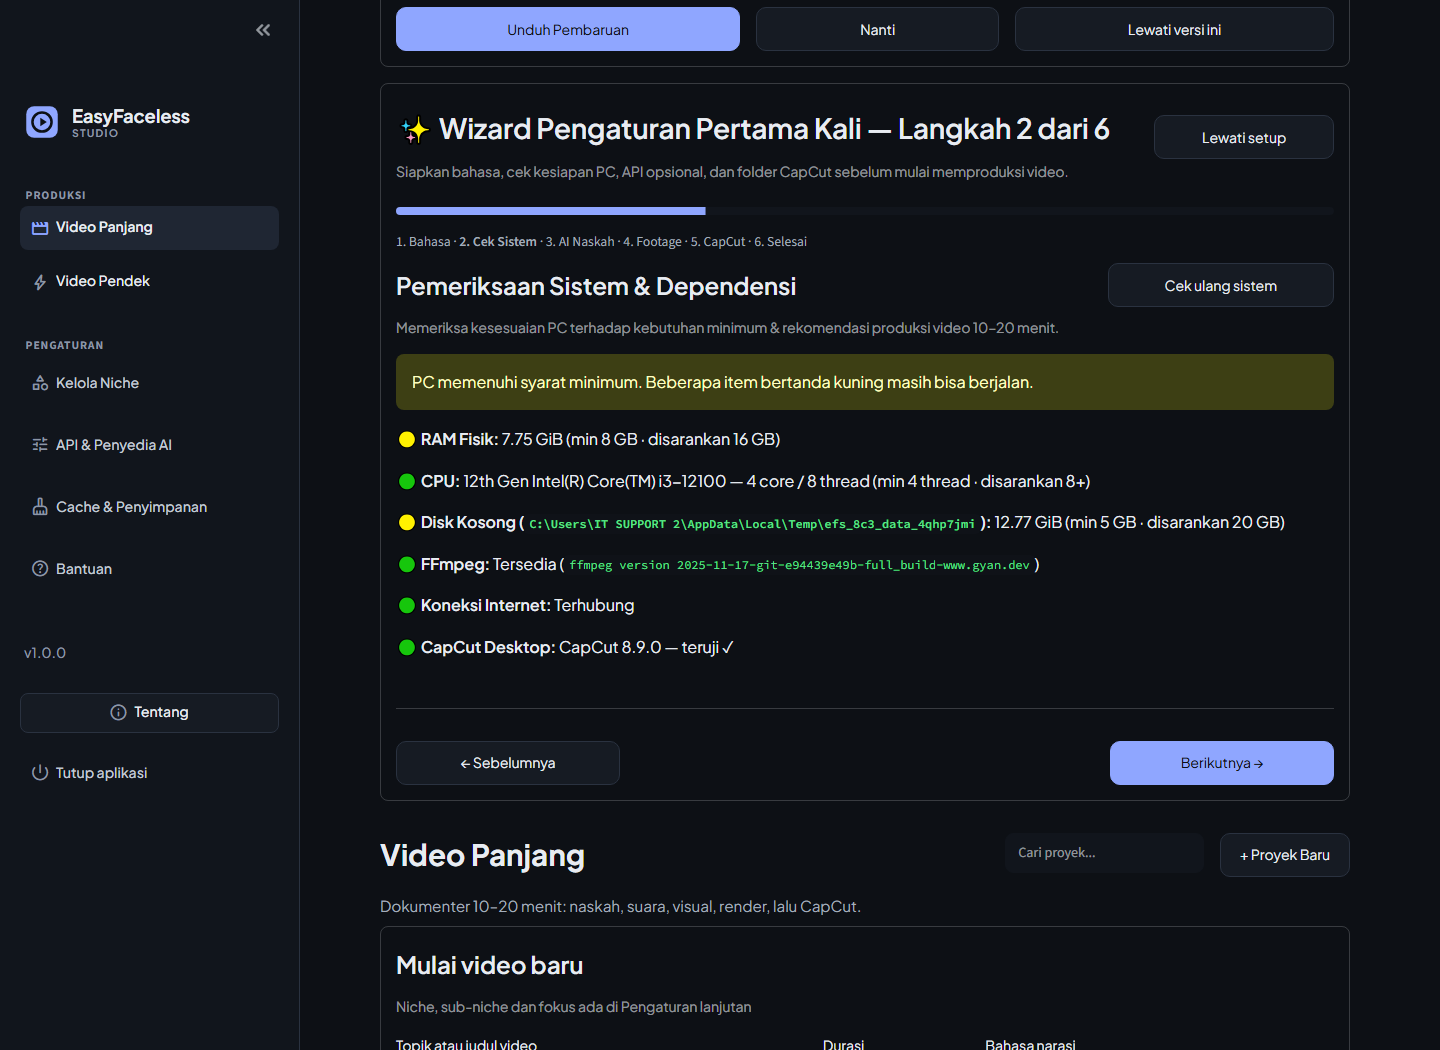 EasyFaceless
STUDIO
PRODUKSI
Video Panjang
Video Pendek
PENGATURAN
Kelola Niche
API & Penyedia AI
Cache & Penyimpanan
Bantuan
v1.0.0
Tentang
Tutup aplikasi
Unduh Pembaruan
Nanti
Lewati versi ini
✨ Wizard Pengaturan Pertama Kali — Langkah 2 dari 6
Lewati setup
Siapkan bahasa, cek kesiapan PC, API opsional, dan folder CapCut sebelum mulai memproduksi video.
1. Bahasa · 2. Cek Sistem · 3. AI Naskah · 4. Footage · 5. CapCut · 6. Selesai
Pemeriksaan Sistem & Dependensi
Cek ulang sistem
Memeriksa kesesuaian PC terhadap kebutuhan minimum & rekomendasi produksi video 10–20 menit.
PC memenuhi syarat minimum. Beberapa item bertanda kuning masih bisa berjalan.
RAM Fisik: 7.75 GiB (min 8 GB · disarankan 16 GB)
CPU: 12th Gen Intel(R) Core(TM) i3-12100 — 4 core / 8 thread (min 4 thread · disarankan 8+)
Disk Kosong ( C:\Users\IT SUPPORT 2\AppData\Local\Temp\efs_8c3_data_4qhp7jmi ): 12.77 GiB (min 5 GB · disarankan 20 GB)
FFmpeg: Tersedia ( ffmpeg version 2025-11-17-git-e94439e49b-full_build-www.gyan.dev )
Koneksi Internet: Terhubung
CapCut Desktop: CapCut 8.9.0 — teruji ✓
← Sebelumnya
Berikutnya →
Video Panjang
Cari proyek...
+ Proyek Baru
Dokumenter 10–20 menit: naskah, suara, visual, render, lalu CapCut.
Mulai video baru
Niche, sub-niche dan fokus ada di Pengaturan lanjutan
Topik atau judul video
Durasi
Bahasa narasi